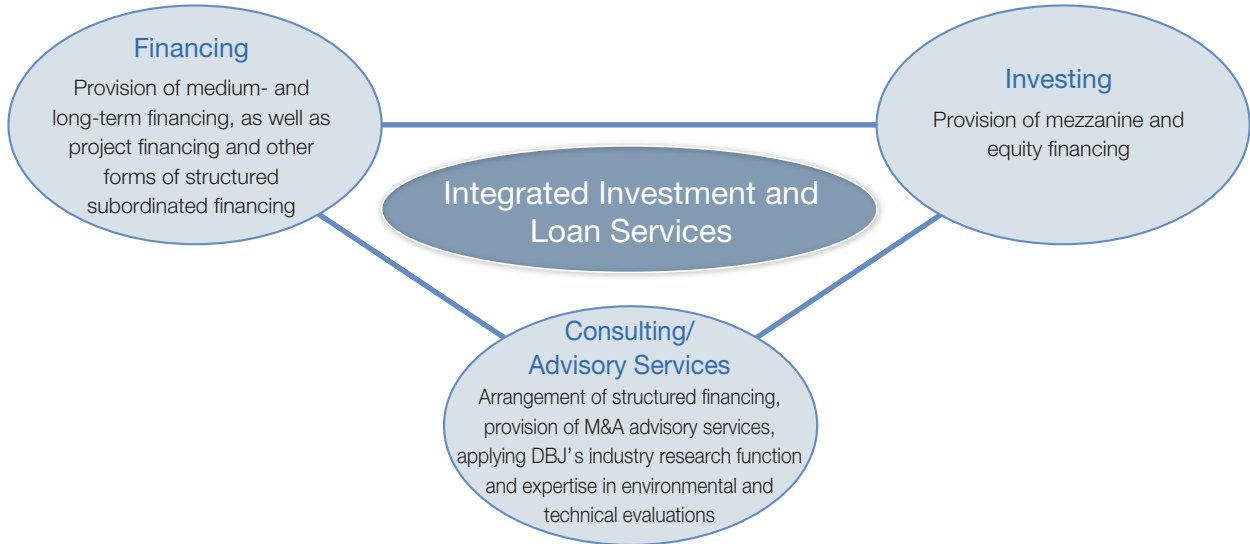 Financing
Provision of medium- and
long-term financing, as well as
project financing and other
forms of structured
subordinated financing
Investing
Provision of mezzanine and
equity financing
Integrated Investment and
Loan Services
Consulting/
Advisory Services
Arrangement of structured financing,
provision of M&A advisory services,
applying DBJ's industry research function
and expertise in environmental and
technical evaluations